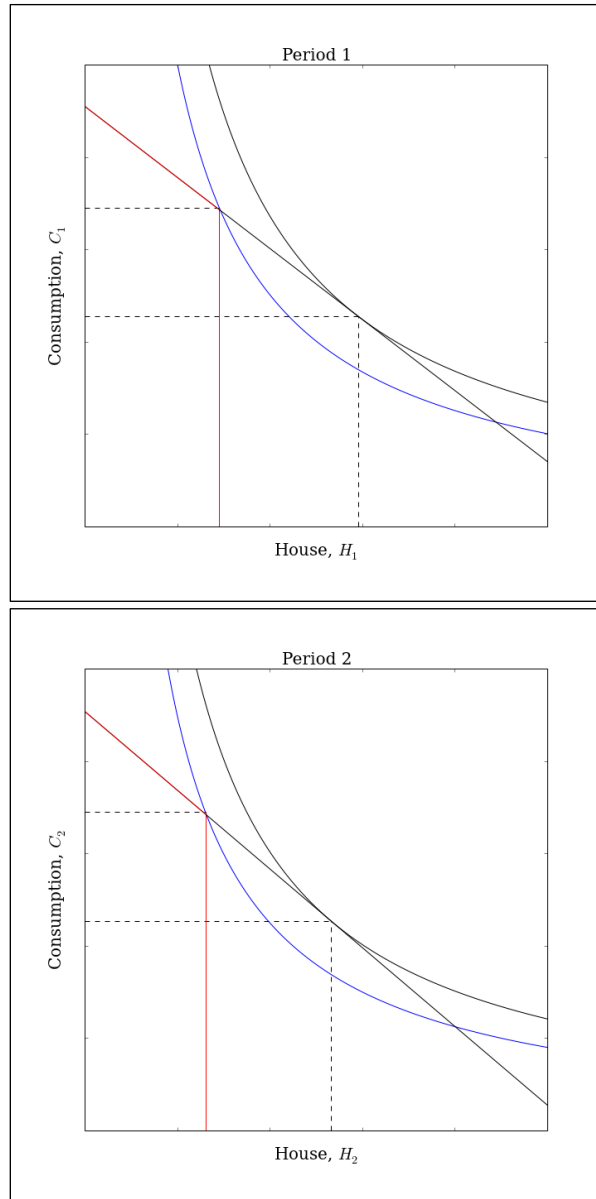 Period 1
Consumption, C₁
House, H₁
Period 2
Consumption, C₂
House, H₂